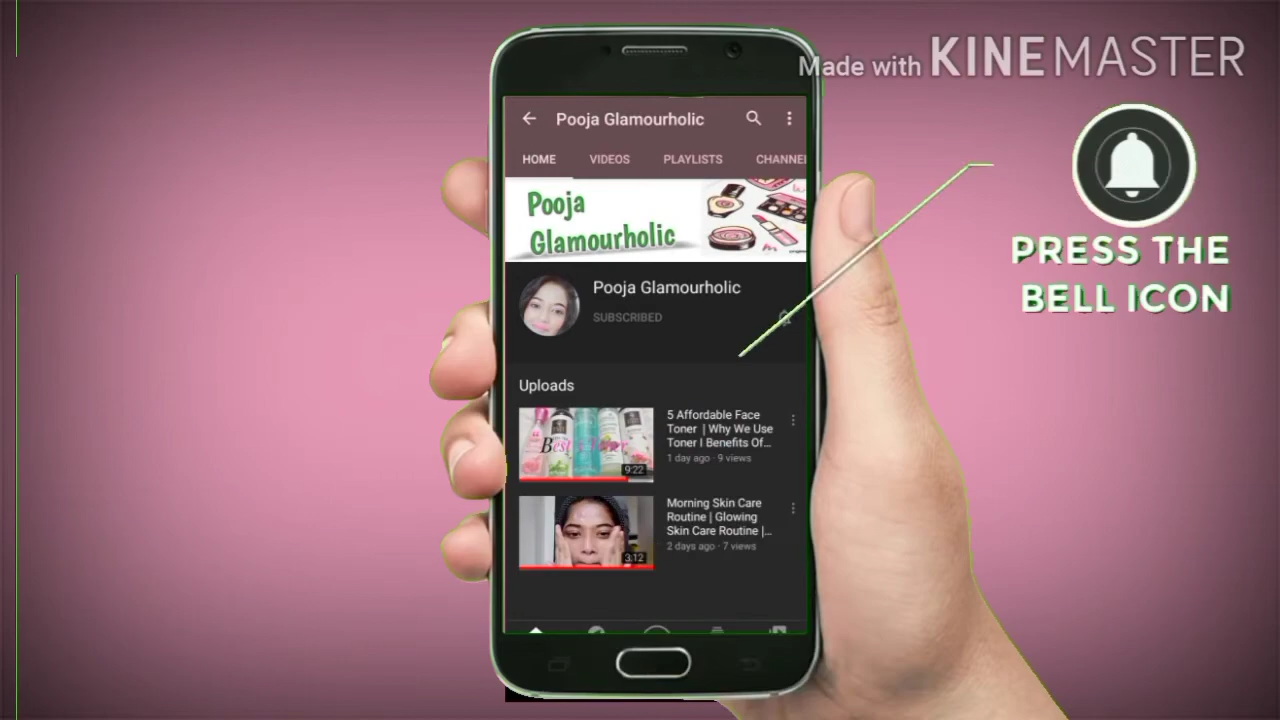 Made with KINEMASTER
Pooja Glamourholic
HOME VIDEOS PLAYLISTS CHANNE
Pooja
Glamourholic
PRESS THE
BELL ICON
Pooja Glamourholic
SUBSCRIBED
Uploads
5 Affordable Face
Toner | Why We Use
Toner I Benefits Of...
1 day ago · 9 views
9:22
Morning Skin Care
Routine | Glowing
Skin Care Routine |...
2 days ago · 7 views
3:12